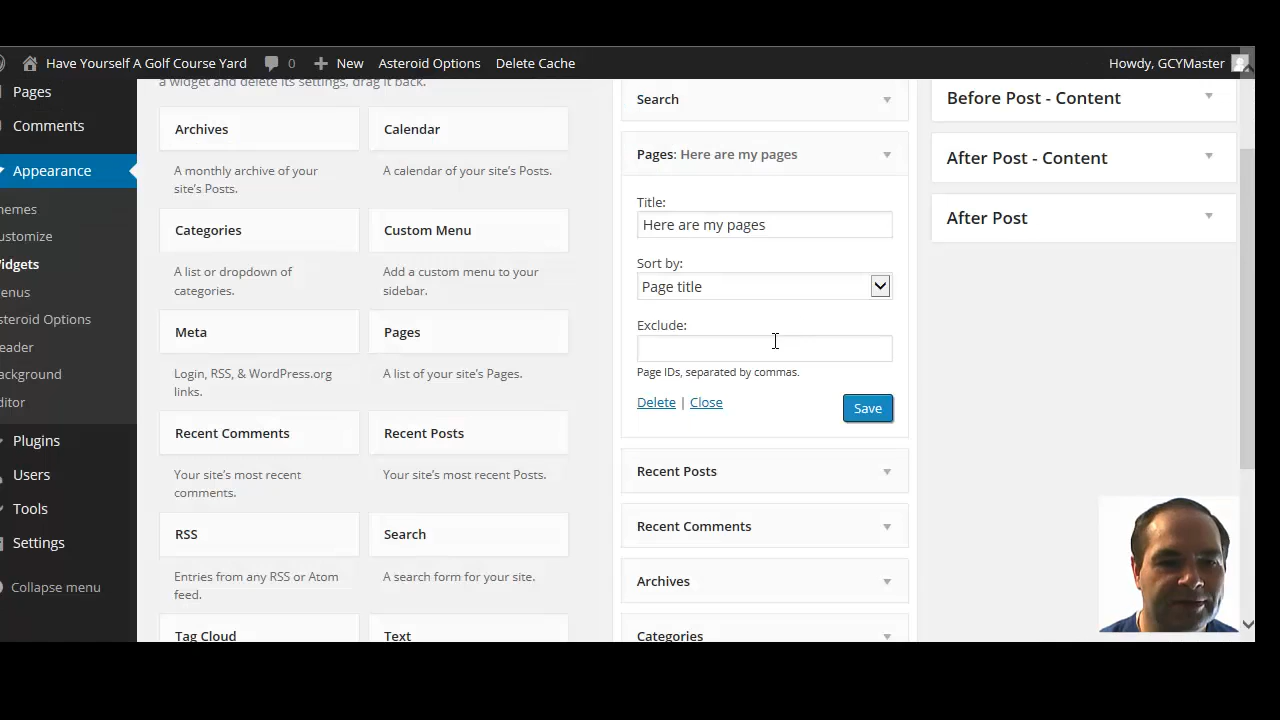 Have Yourself A Golf Course Yard 0 New Asteroid Options Delete Cache Howdy, GCYMaster
Pages
Comments
Appearance
hemes
ustomize
Vidgets
enus
steroid Options
eader
ackground
ditor
Plugins
Users
Tools
Settings
Collapse menu
a widget and delete its settings, drag it back.
Archives
A monthly archive of your
site's Posts.
Calendar
A calendar of your site's Posts.
Categories
A list or dropdown of
categories.
Custom Menu
Add a custom menu to your
sidebar.
Meta
Login, RSS, & WordPress.org
links.
Pages
A list of your site's Pages.
Recent Comments
Your site's most recent
comments.
Recent Posts
Your site's most recent Posts.
RSS
Entries from any RSS or Atom
feed.
Search
A search form for your site.
Tag Cloud
Text
Search
Pages: Here are my pages
Title:
Here are my pages
Sort by:
Page title
Exclude:
Page IDs, separated by commas.
Delete | Close
Save
Recent Posts
Recent Comments
Archives
Categories
Before Post - Content
After Post - Content
After Post